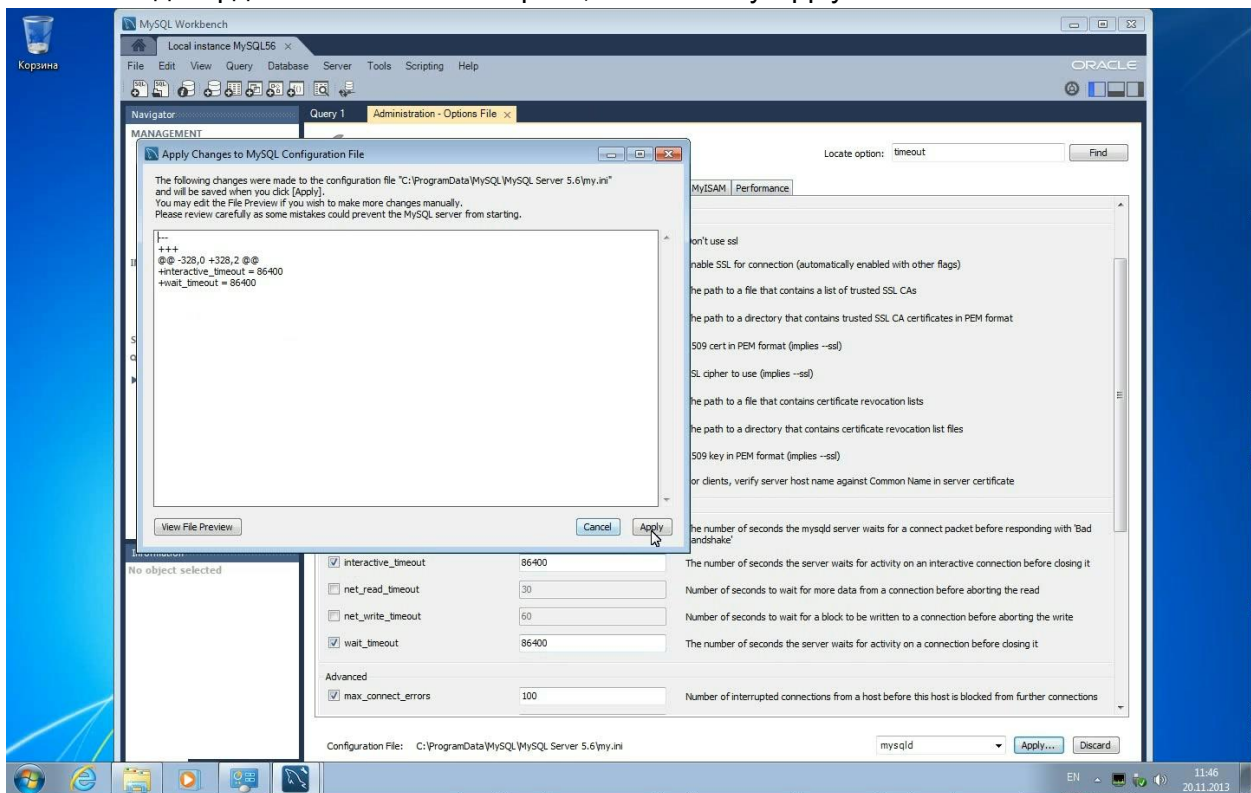 MySQL Workbench
Local instance MySQL56
Корзина
File Edit View Query Database Server Tools Scripting Help
ORACLE
Navigator
Query 1 Administration - Options File
MANAGEMENT
Apply Changes to MySQL Configuration File
Locate option: timeout Find
The following changes were made to the configuration file "C:\ProgramData\MySQL\MySQL Server 5.6\my.ini"
and will be saved when you click [Apply].
You may edit the File Preview if you wish to make more changes manually.
Please review carefully as some mistakes could prevent the MySQL server from starting.
MyISAM Performance
---
+++
@@ -328,0 +328,2 @@
+interactive_timeout = 86400
+wait_timeout = 86400
on't use ssl
nable SSL for connection (automatically enabled with other flags)
he path to a file that contains a list of trusted SSL CAs
he path to a directory that contains trusted SSL CA certificates in PEM format
509 cert in PEM format (implies --ssl)
SL cipher to use (implies --ssl)
he path to a file that contains certificate revocation lists
he path to a directory that contains certificate revocation list files
509 key in PEM format (implies --ssl)
or clients, verify server host name against Common Name in server certificate
View File Preview Cancel Apply
he number of seconds the mysqld server waits for a connect packet before responding with 'Bad
andshake'
No object selected
interactive_timeout 86400 The number of seconds the server waits for activity on an interactive connection before closing it
net_read_timeout 30 Number of seconds to wait for more data from a connection before aborting the read
net_write_timeout 60 Number of seconds to wait for a block to be written to a connection before aborting the write
wait_timeout 86400 The number of seconds the server waits for activity on a connection before closing it
Advanced
max_connect_errors 100 Number of interrupted connections from a host before this host is blocked from further connections
Configuration File: C:\ProgramData\MySQL\MySQL Server 5.6\my.ini mysqld Apply... Discard
EN 11:46
20.11.2013